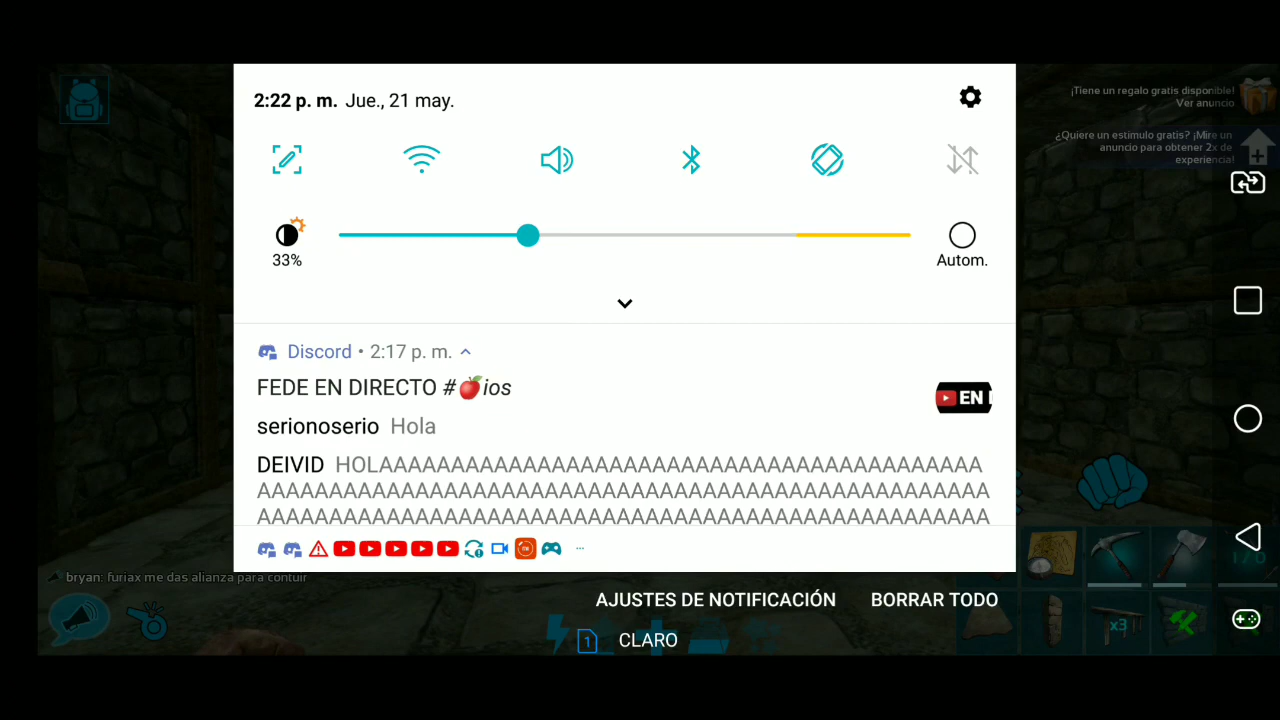 2:22 p. m. Jue., 21 may.
¡Tiene un regalo gratis disponible!
Ver anuncio
¿Quiere un estímulo gratis? ¡Mire un
anuncio para obtener 2x de
experiencia!
33%
Autom.
Discord • 2:17 p. m.
FEDE EN DIRECTO #🍎ios
EN
serionoserio Hola
DEIVID HOLAAAAAAAAAAAAAAAAAAAAAAAAAAAAAAAAAAAAAAAAAA
AAAAAAAAAAAAAAAAAAAAAAAAAAAAAAAAAAAAAAAAAAAAAAAAAAA
AAAAAAAAAAAAAAAAAAAAAAAAAAAAAAAAAAAAAAAAAAAAAAAAAAA
bryan: furiax me das alianza para contuir
x3
AJUSTES DE NOTIFICACIÓN BORRAR TODO
1 CLARO